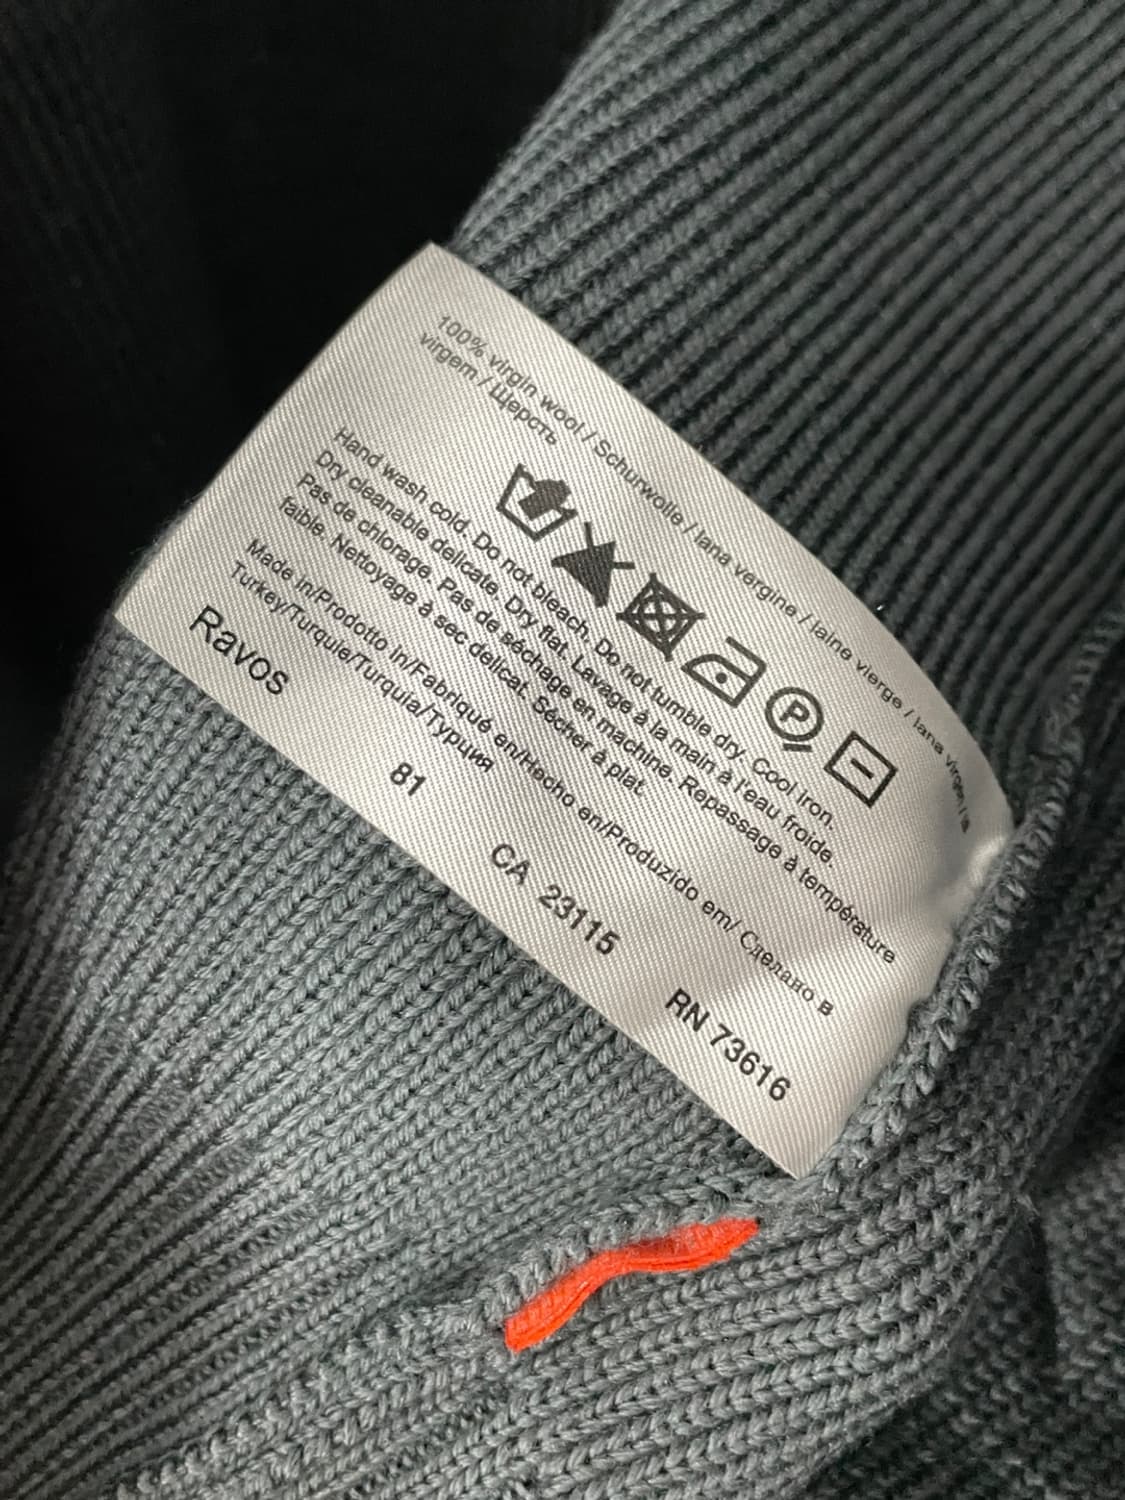 100% virgin wool / Schurwolle / lana vergine / laine vierge / lana virgen / lã
virgem / Щерсть
P
Hand wash cold. Do not bleach. Do not tumble dry. Cool iron.
Dry cleanable delicate. Dry flat. Lavage à la main à l'eau froide.
Pas de chlorage. Pas de séchage en machine. Repassage à température
faible. Nettoyage à sec délicat. Sécher à plat.
Made in/Prodotto in/Fabriqué en/Hecho en/Produzido em/ Сделано в
Turkey/Turquie/Turquia/Турция
Ravos
81
CA 23115
RN 73616